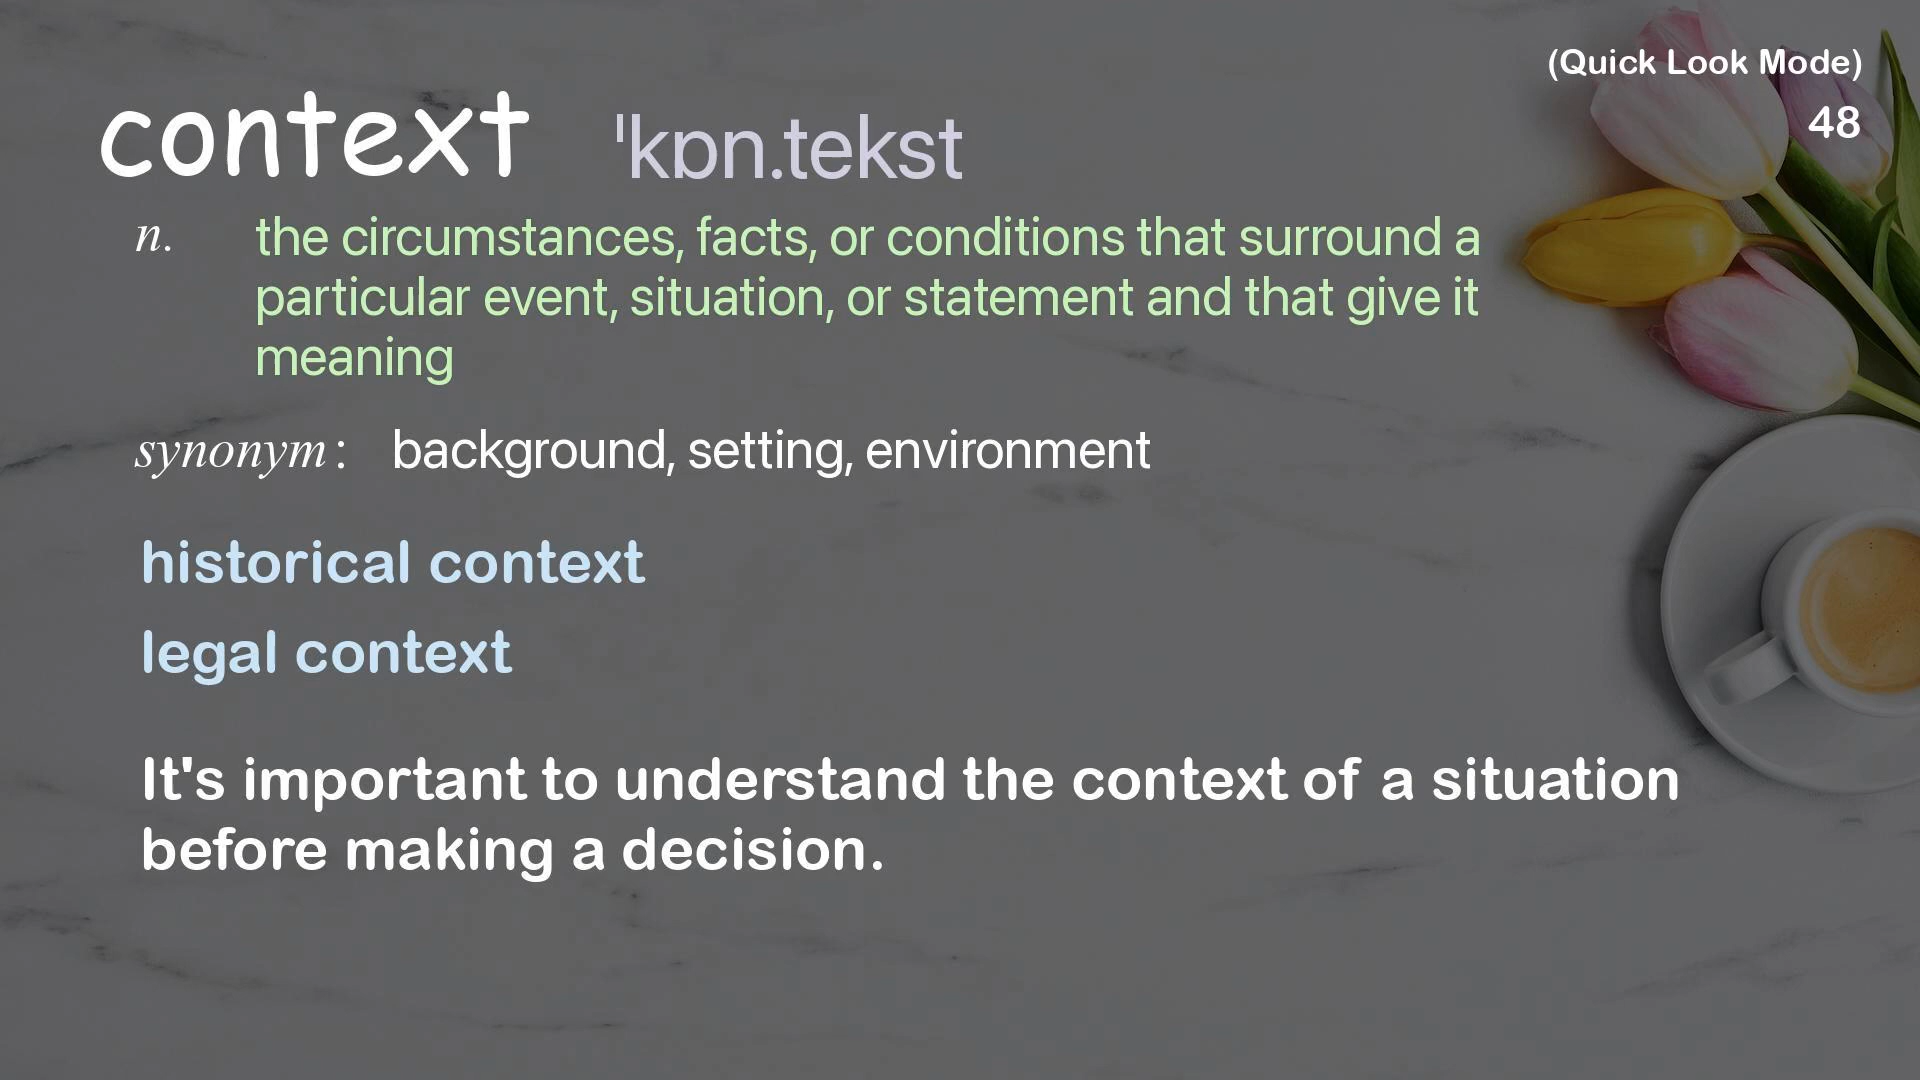 (Quick Look Mode)
48
context ˈkɒn.tekst
n. the circumstances, facts, or conditions that surround a
particular event, situation, or statement and that give it
meaning
synonym : background, setting, environment
historical context
legal context
It's important to understand the context of a situation
before making a decision.